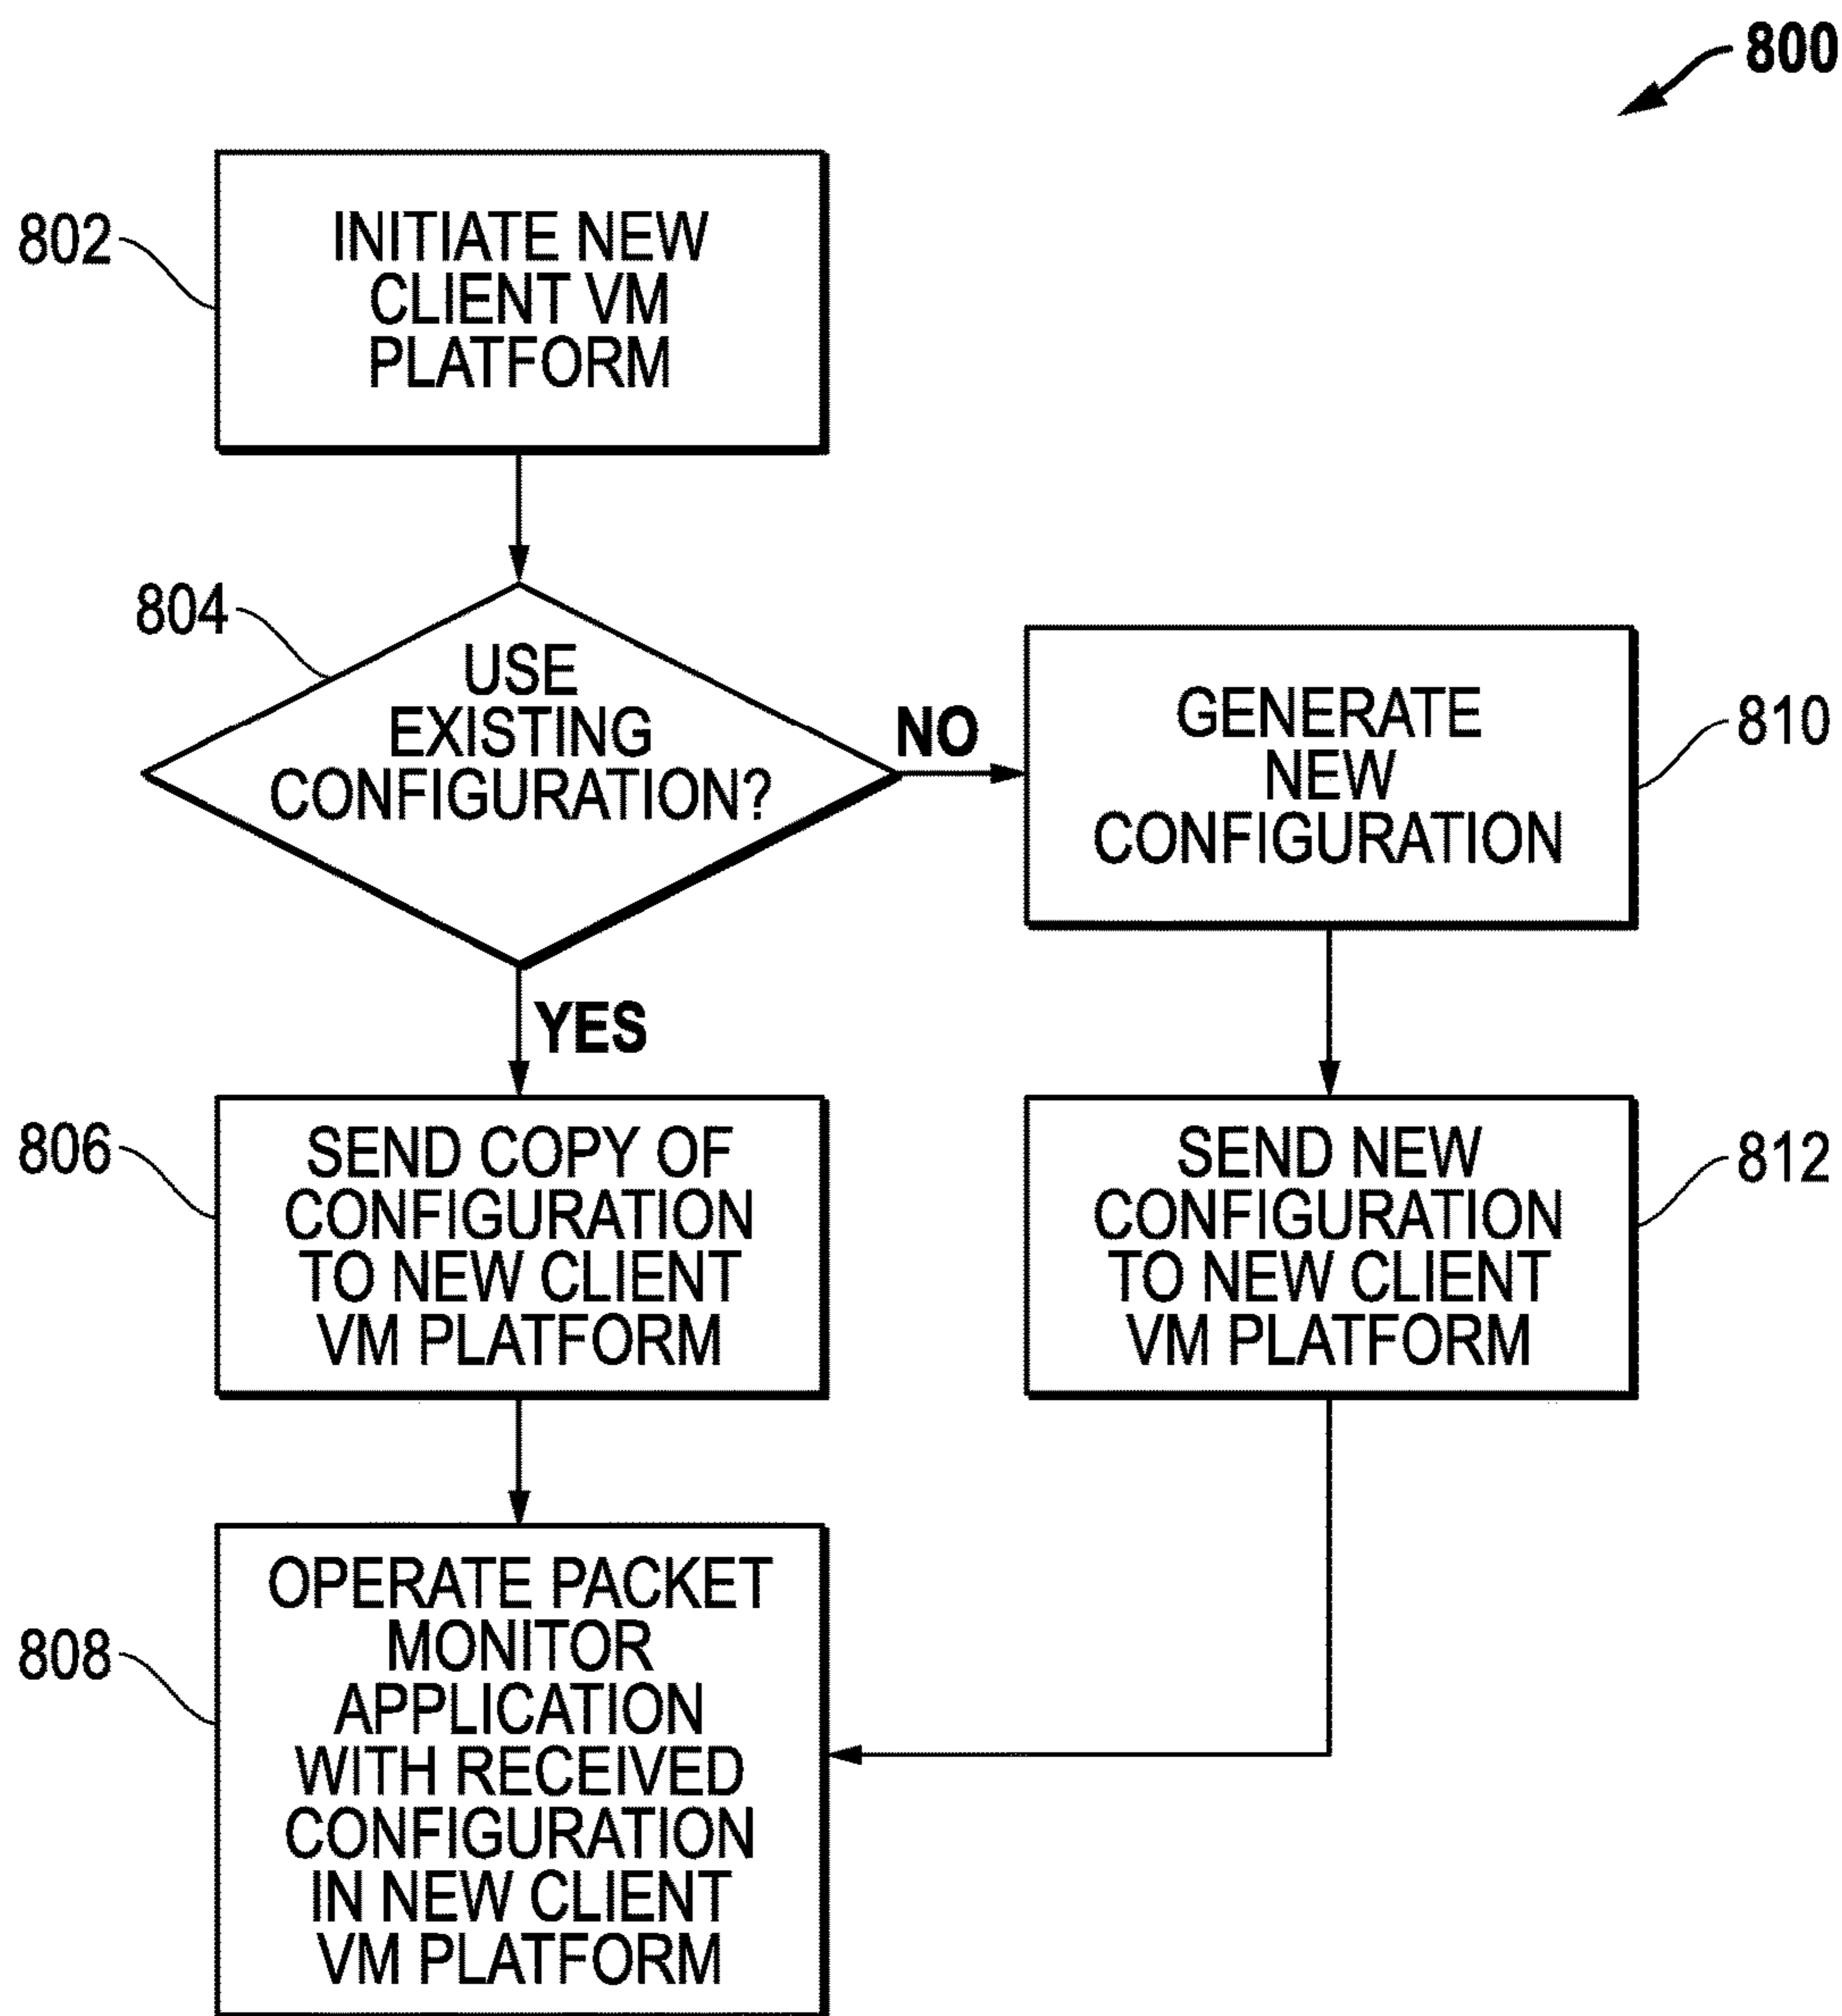 800
802
INITIATE NEW
CLIENT VM
PLATFORM
804
USE
EXISTING
CONFIGURATION?
NO
GENERATE
NEW
CONFIGURATION
810
YES
806
SEND COPY OF
CONFIGURATION
TO NEW CLIENT
VM PLATFORM
SEND NEW
CONFIGURATION
TO NEW CLIENT
VM PLATFORM
812
808
OPERATE PACKET
MONITOR
APPLICATION
WITH RECEIVED
CONFIGURATION
IN NEW CLIENT
VM PLATFORM